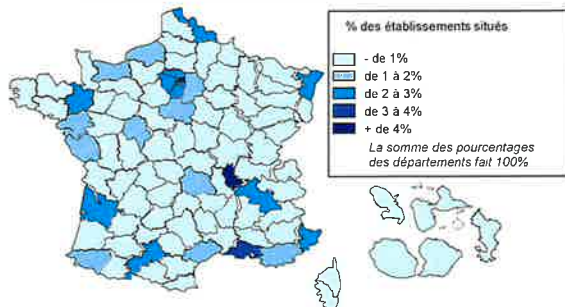 % des établissements situés
- de 1%
de 1 à 2%
de 2 à 3%
de 3 à 4%
+ de 4%
La somme des pourcentages
des départements fait 100%